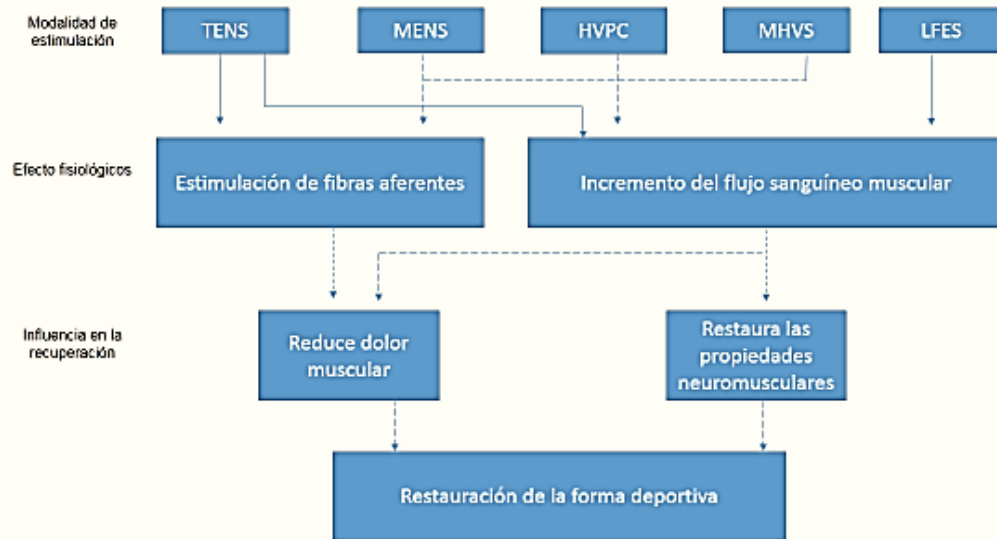 Modalidad de
estimulación
TENS
MENS
HVPC
MHVS
LFES
Efecto fisiológicos
Estimulación de fibras aferentes
Incremento del flujo sanguíneo muscular
Influencia en la
recuperación
Reduce dolor
muscular
Restaura las
propiedades
neuromusculares
Restauración de la forma deportiva